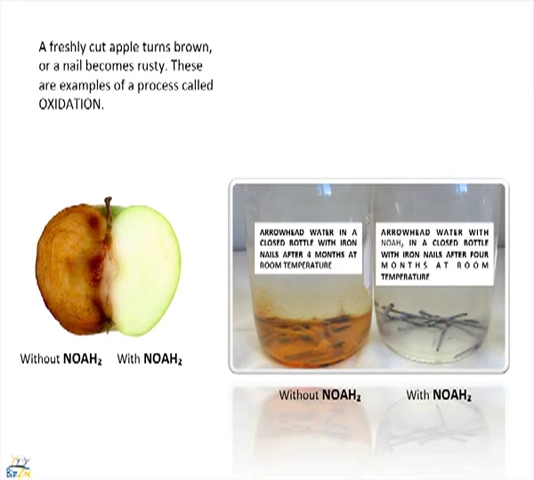 A freshly cut apple turns brown,
or a nail becomes rusty. These
are examples of a process called
OXIDATION.
ARROWHEAD WATER IN A
CLOSED BOTTLE WITH IRON
NAILS AFTER 4 MONTHS AT
ROOM TEMPERATURE
ARROWHEAD WATER WITH
NOAH₂ IN A CLOSED BOTTLE
WITH IRON NAILS AFTER FOUR
MONTHS AT ROOM
TEMPERATURE
Without NOAH₂ With NOAH₂
Without NOAH₂ With NOAH₂